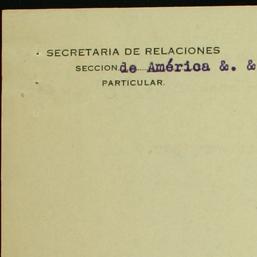 SECRETARIA DE RELACIONES
SECCION de América &. &
PARTICULAR.